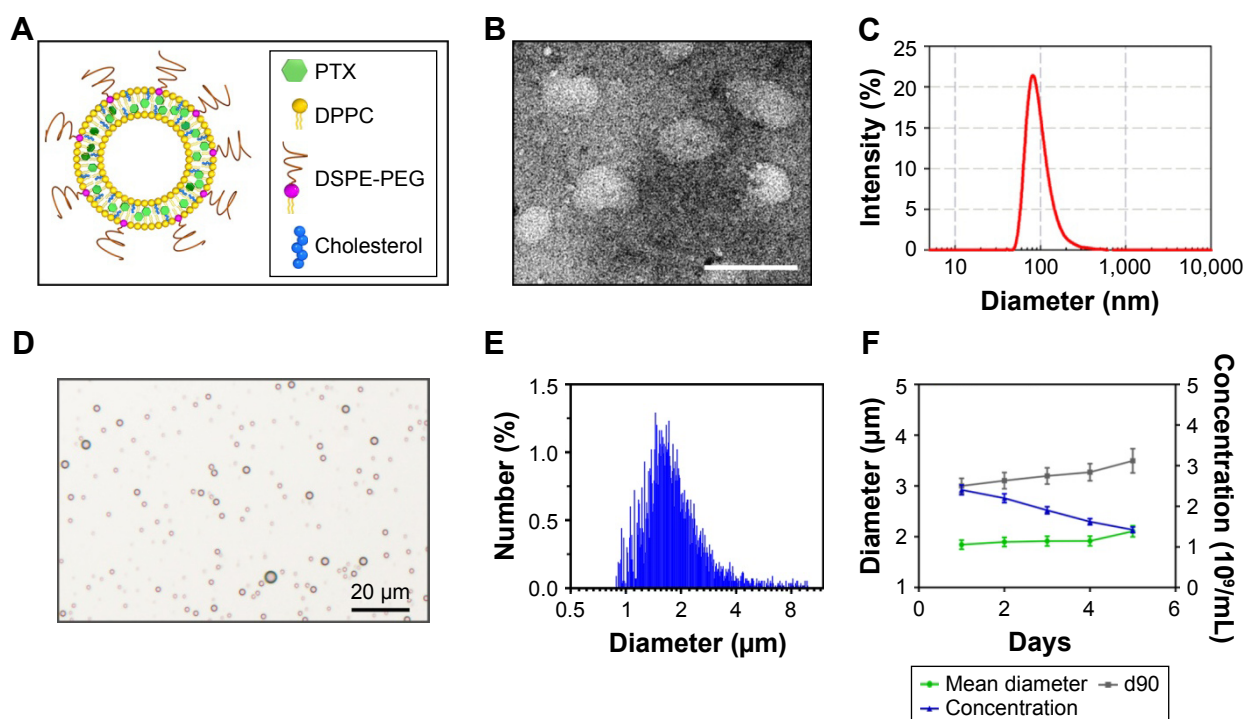 A
PTX
DPPC
DSPE-PEG
Cholesterol
B
C
25
20
15
10
5
0
Intensity (%)
10
100
1,000
10,000
Diameter (nm)
D
20 µm
E
1.5
1.0
0.5
0.0
Number (%)
0.5
1
2
4
8
Diameter (µm)
F
5
4
3
2
1
Diameter (µm)
5
4
3
2
1
0
Concentration (10⁹/mL)
0
2
4
6
Days
Mean diameter
d90
Concentration